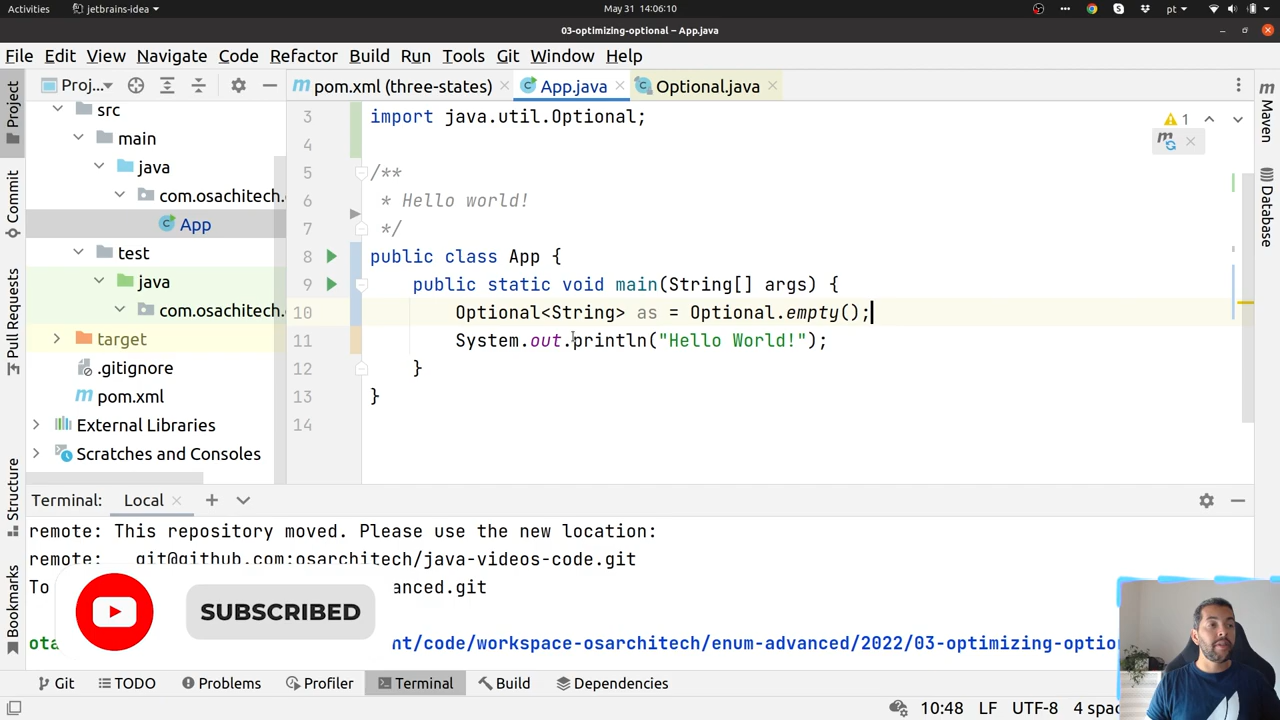 Activities
jetbrains-idea
May 31 14:06:10
pt
03-optimizing-optional – App.java
File Edit View Navigate Code Refactor Build Run Tools Git Window Help
Proj...
pom.xml (three-states)
App.java
Optional.java
Project
Commit
Pull Requests
Structure
Bookmarks
src
main
java
com.osachitech.
App
test
java
com.osachitech.
target
.gitignore
pom.xml
External Libraries
Scratches and Consoles
3 import java.util.Optional;
4
5 /**
6 * Hello world!
7 */
8 public class App {
9 public static void main(String[] args) {
10 Optional<String> as = Optional.empty();
11 System.out.println("Hello World!");
12 }
13 }
14
1
Maven
Database
Terminal: Local
remote: This repository moved. Please use the new location:
remote: git@github.com:osarchitech/java-videos-code.git
To anced.git
SUBSCRIBED
ota nt/code/workspace-osarchitech/enum-advanced/2022/03-optimizing-optio
Git TODO Problems Profiler Terminal Build Dependencies
10:48 LF UTF-8 4 spac